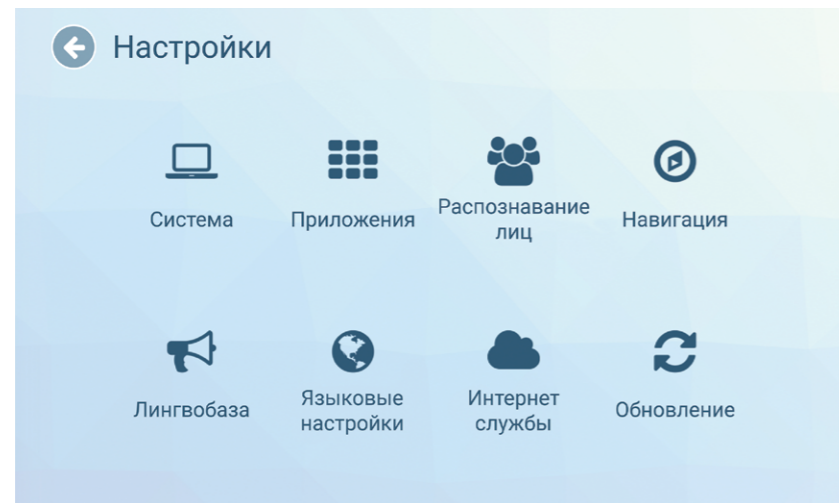 Настройки
Система
Приложения
Распознавание
лиц
Навигация
Лингвобаза
Языковые
настройки
Интернет
службы
Обновление